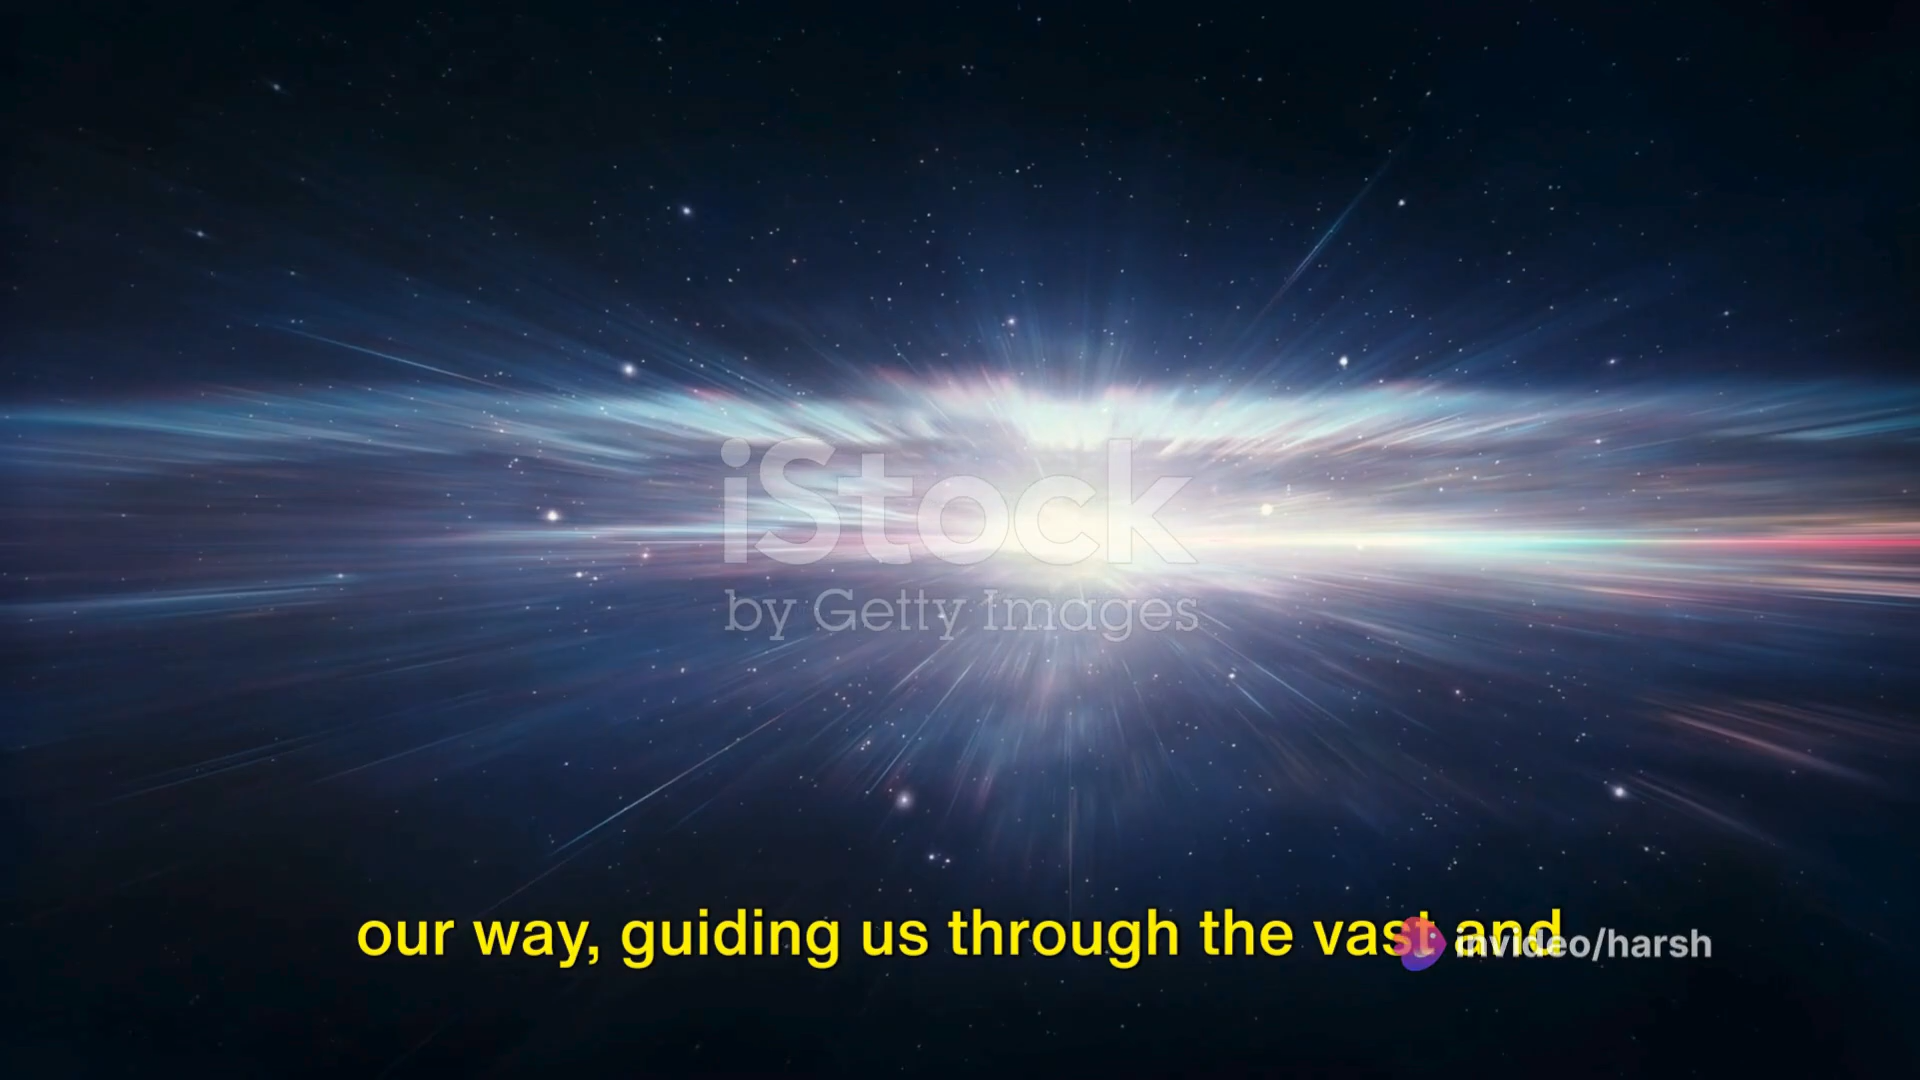 iStock
by Getty Images
our way, guiding us through the vast and
invideo/harsh